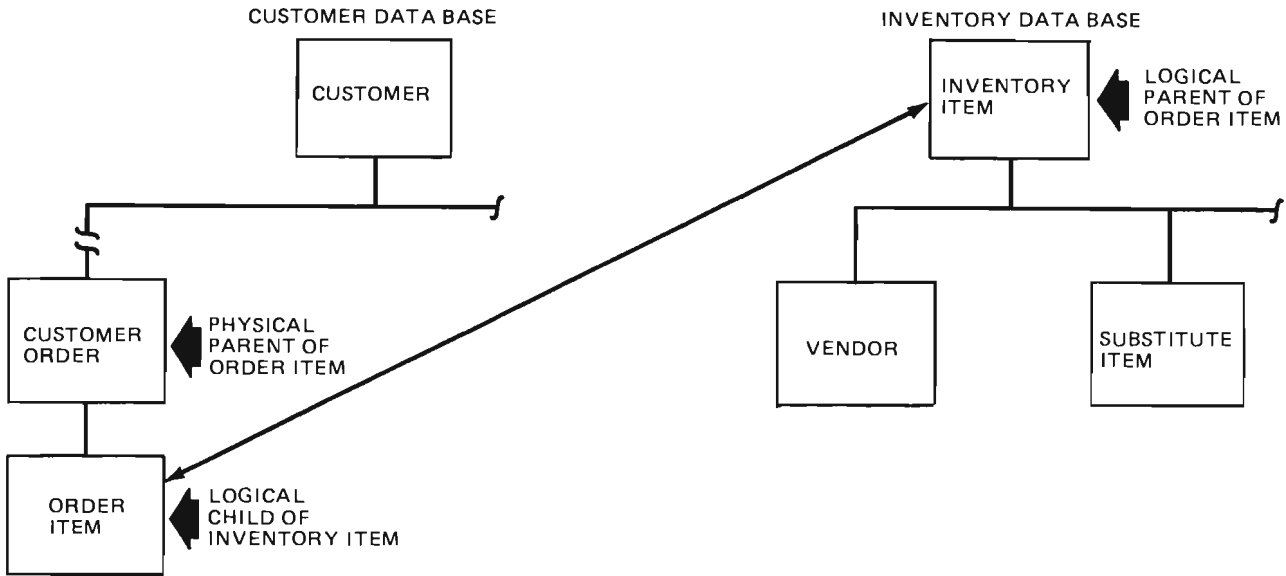 CUSTOMER DATA BASE
CUSTOMER
CUSTOMER
ORDER
PHYSICAL
PARENT OF
ORDER ITEM
ORDER
ITEM
LOGICAL
CHILD OF
INVENTORY ITEM
INVENTORY DATA BASE
INVENTORY
ITEM
LOGICAL
PARENT OF
ORDER ITEM
VENDOR
SUBSTITUTE
ITEM